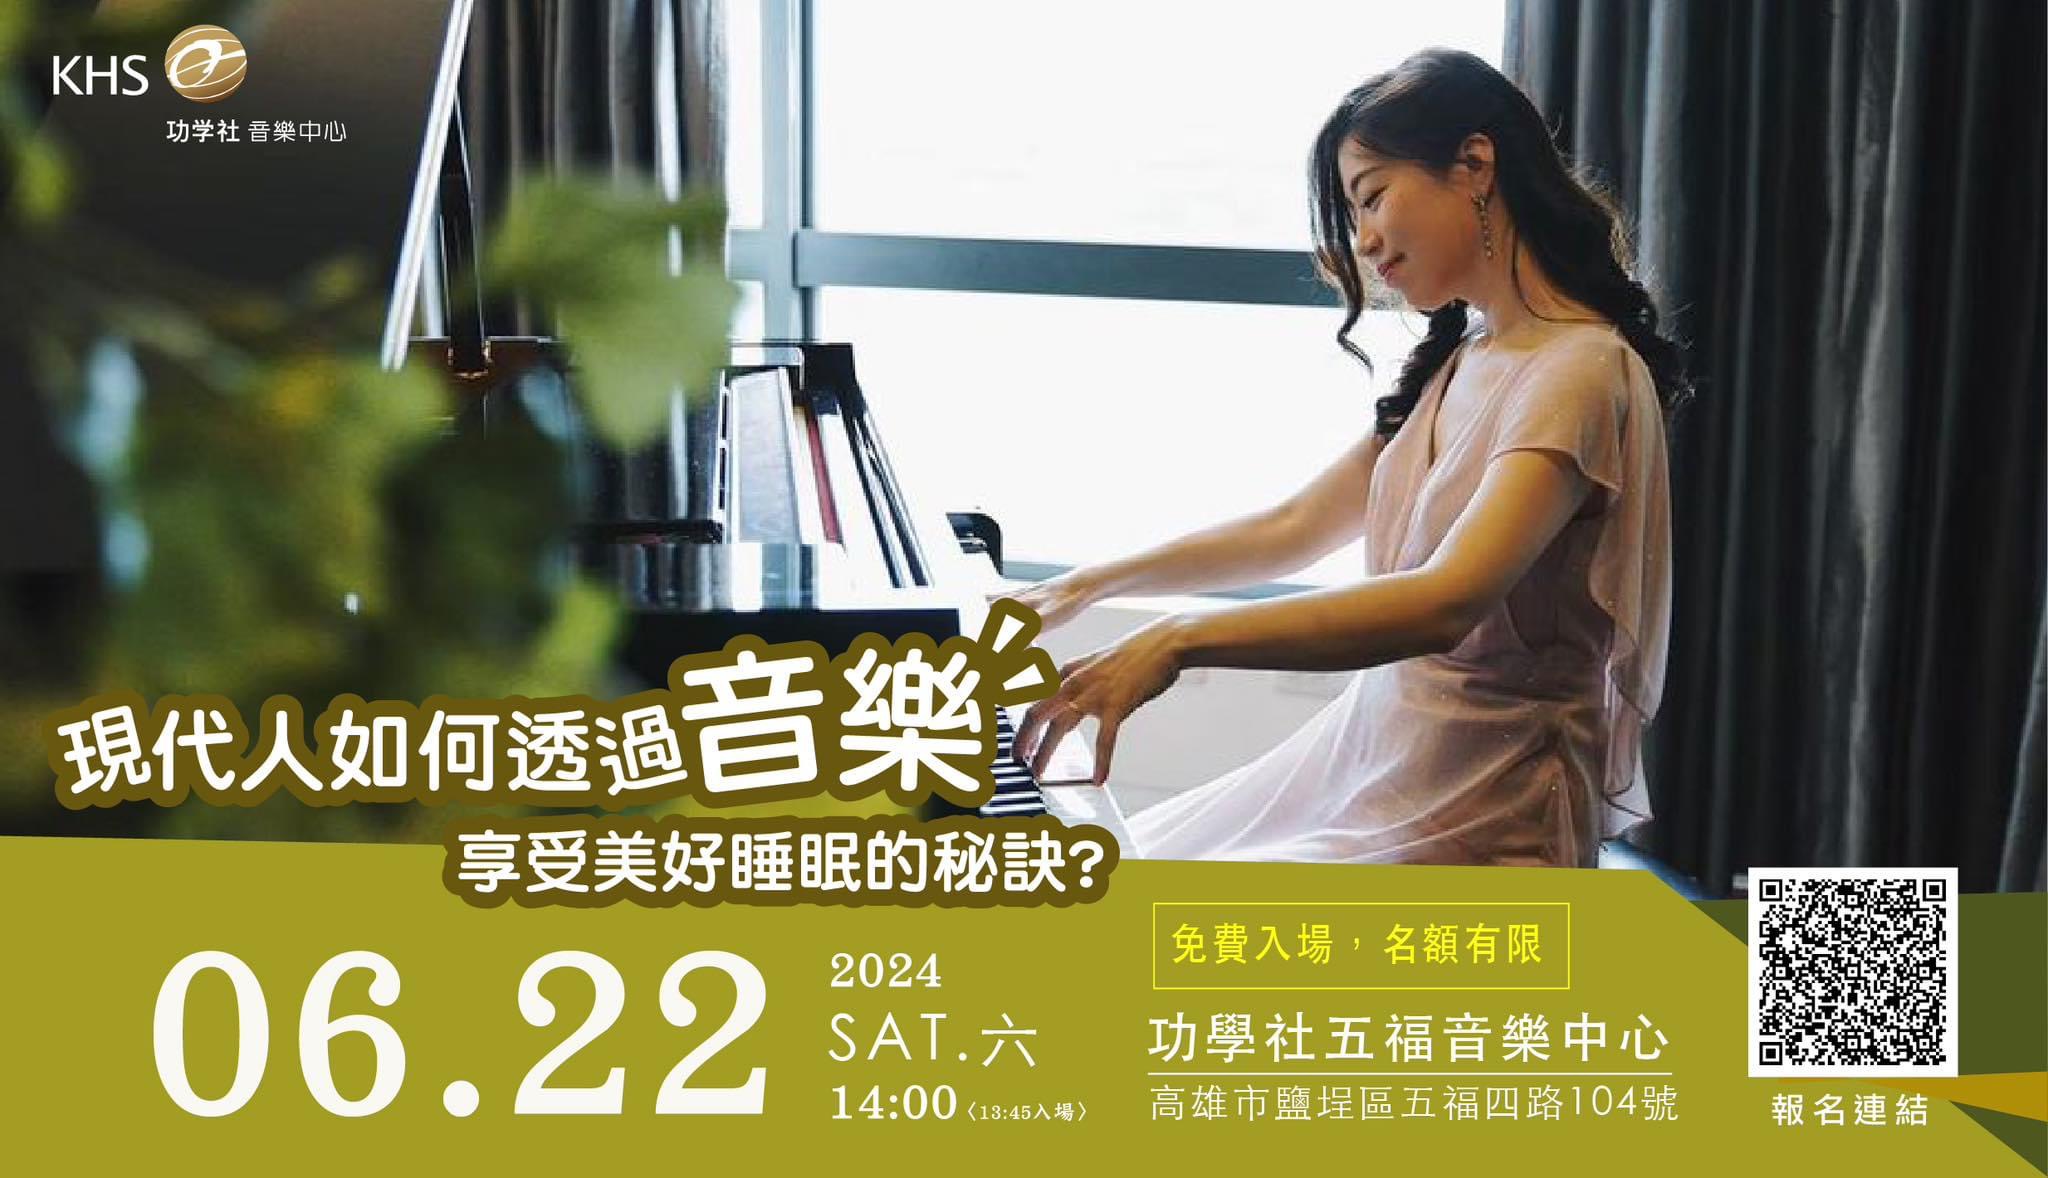 KHS
功学社 音樂中心
現代人如何透過音樂
享受美好睡眠的秘訣?
06.22
2024
SAT.六
14:00〈13:45入場〉
免費入場，名額有限
功學社五福音樂中心
高雄市鹽埕區五福四路104號
報名連結